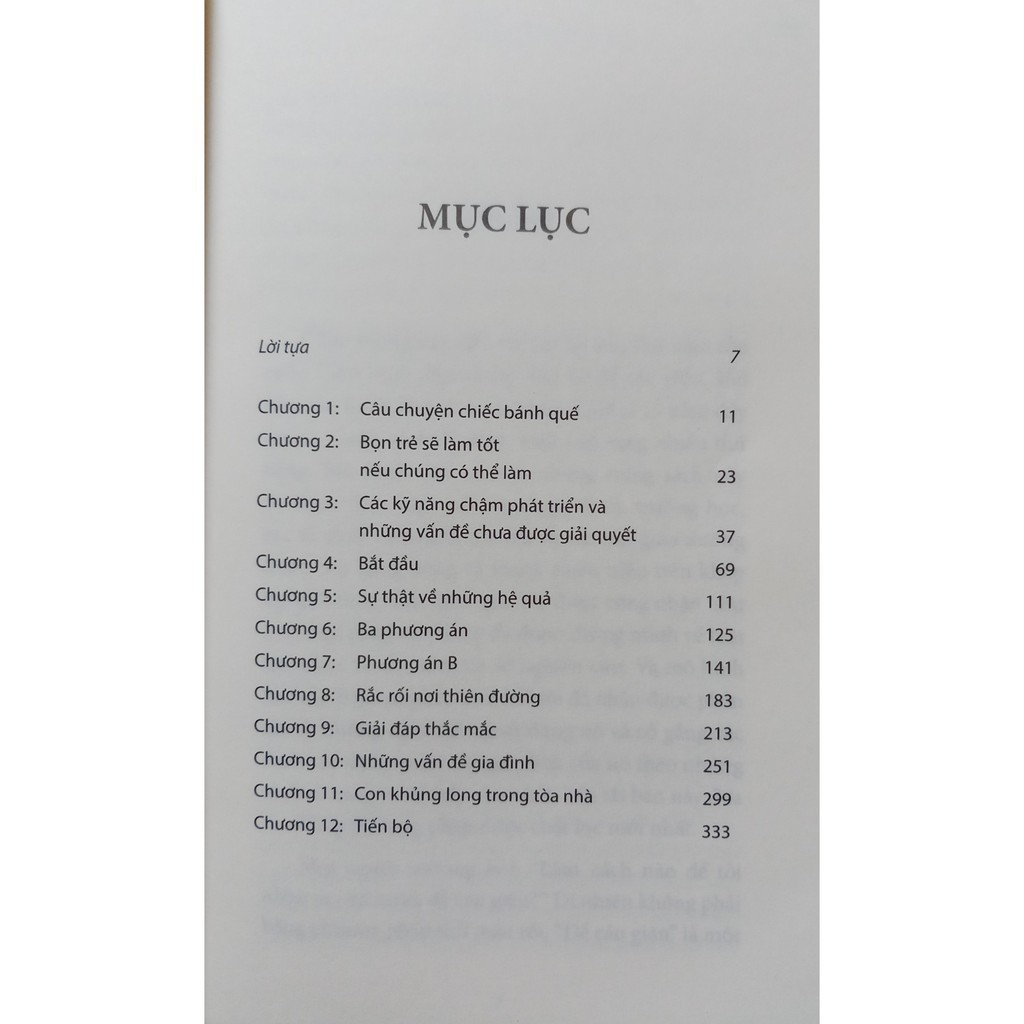 MỤC LỤC
Lời tựa 7
Chương 1: Câu chuyện chiếc bánh quế 11
Chương 2: Bọn trẻ sẽ làm tốt
nếu chúng có thể làm 23
Chương 3: Các kỹ năng chậm phát triển và
những vấn đề chưa được giải quyết 37
Chương 4: Bắt đầu 69
Chương 5: Sự thật về những hệ quả 111
Chương 6: Ba phương án 125
Chương 7: Phương án B 141
Chương 8: Rắc rối nơi thiên đường 183
Chương 9: Giải đáp thắc mắc 213
Chương 10: Những vấn đề gia đình 251
Chương 11: Con khủng long trong tòa nhà 299
Chương 12: Tiến bộ 333